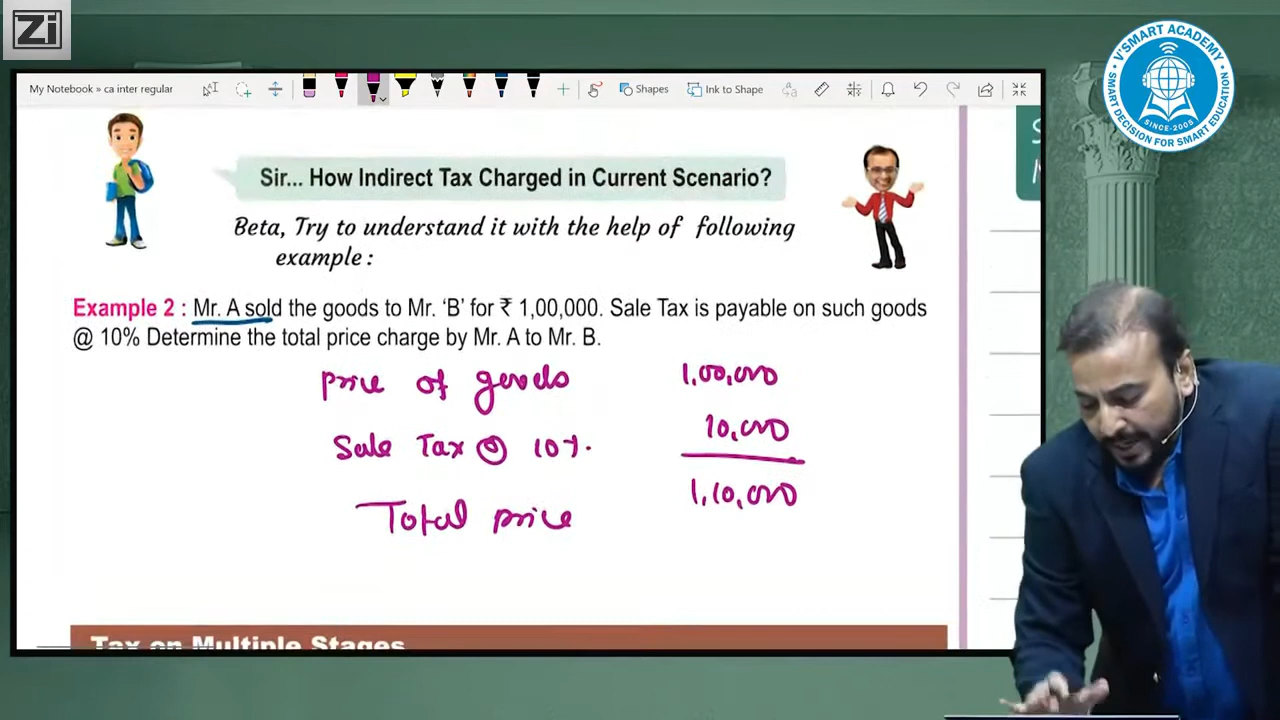 Zi
V'SMART ACADEMY
SINCE-2005
SMART DECISION FOR SMART EDUCATION
My Notebook » ca inter regular
Shapes
Ink to Shape
Sir... How Indirect Tax Charged in Current Scenario?
Beta, Try to understand it with the help of following
example :
Example 2 : Mr. A sold the goods to Mr. ‘B’ for ₹ 1,00,000. Sale Tax is payable on such goods
@ 10% Determine the total price charge by Mr. A to Mr. B.
Price of goods 1,00,000
Sale Tax @ 10% 10,000
Total price 1,10,000
Tax on Multiple Stages